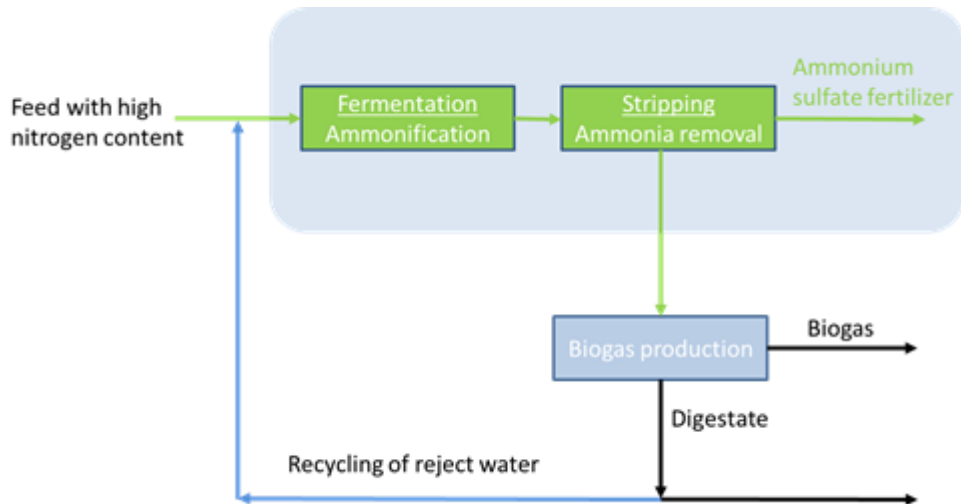 Feed with high
nitrogen content
Fermentation
Ammonification
Stripping
Ammonia removal
Ammonium
sulfate fertilizer
Biogas production
Biogas
Digestate
Recycling of reject water